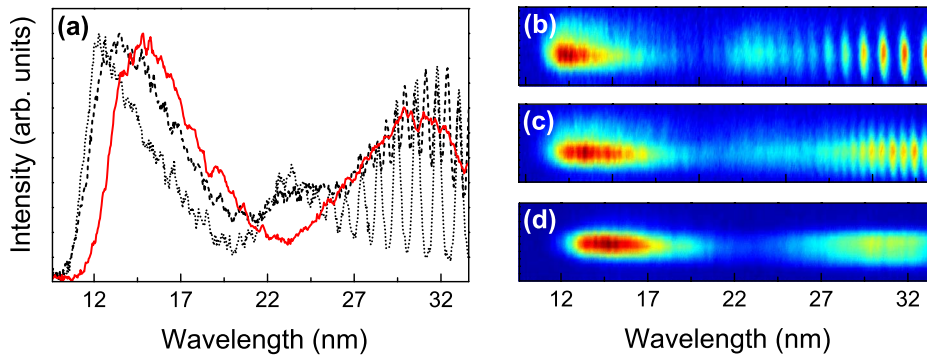 (a)
Intensity (arb. units)
12 17 22 27 32
Wavelength (nm)
(b)
(c)
(d)
12 17 22 27 32
Wavelength (nm)